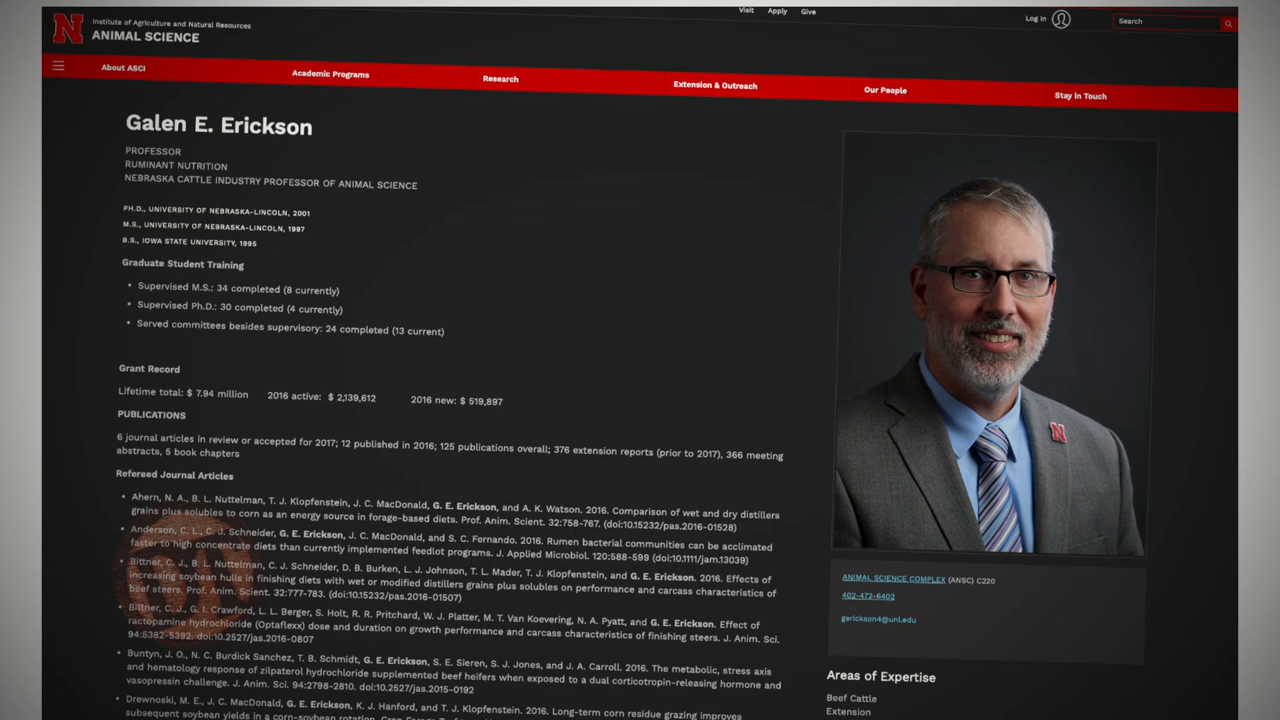 N
Institute of Agriculture and Natural Resources
ANIMAL SCIENCE
Visit Apply Give
Log In
Search
About ASCI Academic Programs Research Extension & Outreach Our People Stay in Touch
Galen E. Erickson
PROFESSOR
RUMINANT NUTRITION
NEBRASKA CATTLE INDUSTRY PROFESSOR OF ANIMAL SCIENCE
PH.D., UNIVERSITY OF NEBRASKA-LINCOLN, 2001
M.S., UNIVERSITY OF NEBRASKA-LINCOLN, 1997
B.S., IOWA STATE UNIVERSITY, 1995
Graduate Student Training
• Supervised M.S.: 34 completed (8 currently)
• Supervised Ph.D.: 30 completed (4 currently)
• Served committees besides supervisory: 24 completed (13 current)
Grant Record
Lifetime total: $ 7.94 million 2016 active: $ 2,139,612 2016 new: $ 519,897
PUBLICATIONS
6 journal articles in review or accepted for 2017; 12 published in 2016; 125 publications overall; 376 extension reports (prior to 2017), 366 meeting
abstracts, 5 book chapters
Refereed Journal Articles
• Ahern, N. A., B. L. Nuttelman, T. J. Klopfenstein, J. C. MacDonald, G. E. Erickson, and A. K. Watson. 2016. Comparison of wet and dry distillers
grains plus solubles to corn as an energy source in forage-based diets. Prof. Anim. Scient. 32:758-767. (doi:10.15232/pas.2016-01528)
• Anderson, C. L., C. J. Schneider, G. E. Erickson, J. C. MacDonald, and S. C. Fernando. 2016. Rumen bacterial communities can be acclimated
faster to high concentrate diets than currently implemented feedlot programs. J. Applied Microbiol. 120:588-599 (doi:10.1111/jam.13039)
• Bittner, C. J., B. L. Nuttelman, C. J. Schneider, D. B. Burken, L. J. Johnson, T. L. Mader, T. J. Klopfenstein, and G. E. Erickson. 2016. Effects of
increasing soybean hulls in finishing diets with wet or modified distillers grains plus solubles on performance and carcass characteristics of
beef steers. Prof. Anim. Scient. 32:777-783. (doi:10.15232/pas.2016-01507)
• Bittner, C. J., G. I. Crawford, L. L. Berger, S. Holt, R. R. Pritchard, W. J. Platter, M. T. Van Koevering, N. A. Pyatt, and G. E. Erickson. Effect of
ractopamine hydrochloride (Optaflexx) dose and duration on growth performance and carcass characteristics of finishing steers. J. Anim. Sci.
94:5382-5392. doi:10.2527/jas.2016-0807
• Buntyn, J. O., N. C. Burdick Sanchez, T. B. Schmidt, G. E. Erickson, S. E. Sieren, S. J. Jones, and J. A. Carroll. 2016. The metabolic, stress axis
and hematology response of zilpaterol hydrochloride supplemented beef heifers when exposed to a dual corticotropin-releasing hormone and
vasopressin challenge. J. Anim. Sci. 94:2798-2810. doi:10.2527/jas.2015-0192
• Drewnoski, M. E., J. C. MacDonald, G. E. Erickson, K. J. Hanford, and T. J. Klopfenstein. 2016. Long-term corn residue grazing improves
subsequent soybean yields in a corn-soybean rotation.
N
ANIMAL SCIENCE COMPLEX (ANSC) C220
402-472-6402
gerickson4@unl.edu
Areas of Expertise
Beef Cattle
Extension